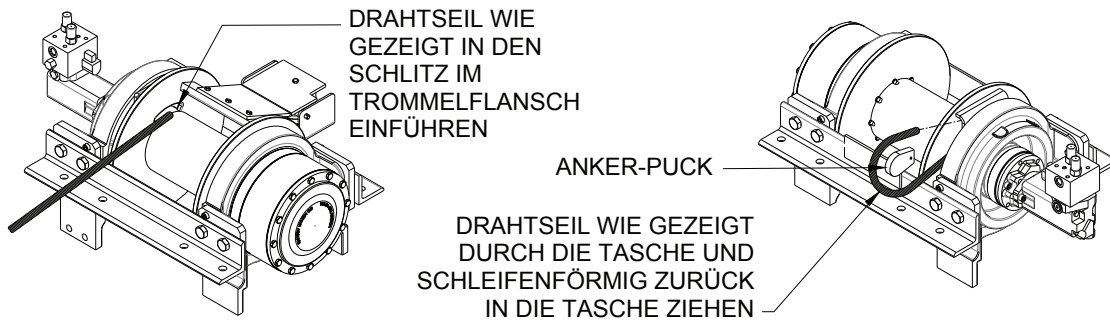 DRAHTSEIL WIE
GEZEIGT IN DEN
SCHLITZ IM
TROMMELFLANSCH
EINFÜHREN
ANKER-PUCK
DRAHTSEIL WIE GEZEIGT
DURCH DIE TASCHE UND
SCHLEIFENFÖRMIG ZURÜCK
IN DIE TASCHE ZIEHEN